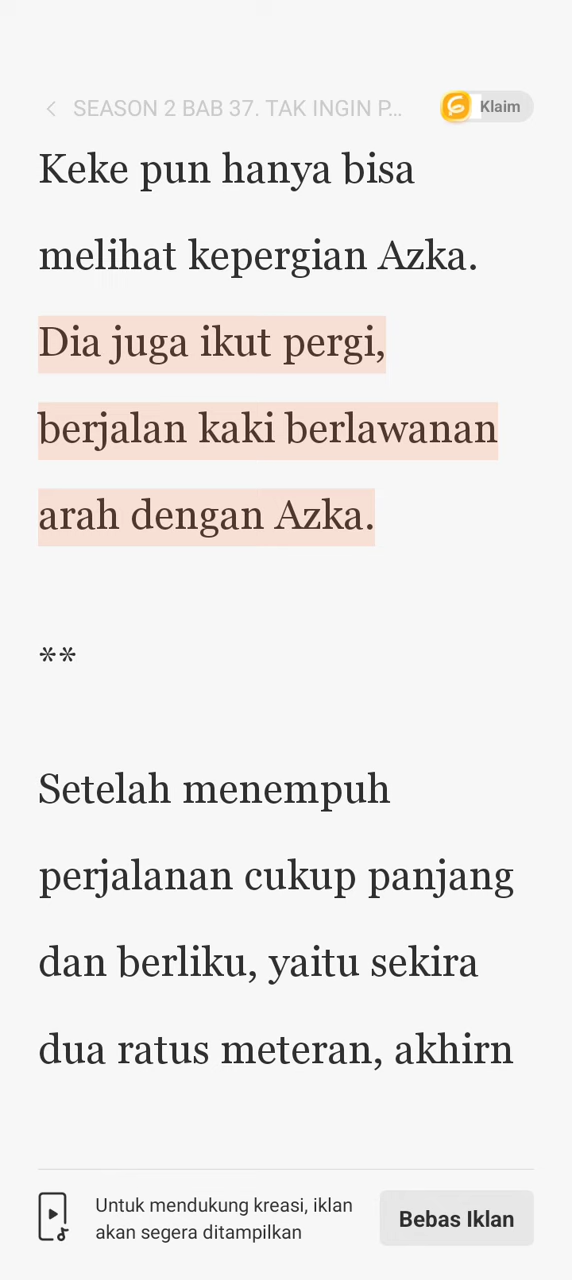 SEASON 2 BAB 37. TAK INGIN P...
Klaim
Keke pun hanya bisa
melihat kepergian Azka.
Dia juga ikut pergi,
berjalan kaki berlawanan
arah dengan Azka.
**
Setelah menempuh
perjalanan cukup panjang
dan berliku, yaitu sekira
dua ratus meteran, akhirn
Untuk mendukung kreasi, iklan
akan segera ditampilkan
Bebas Iklan